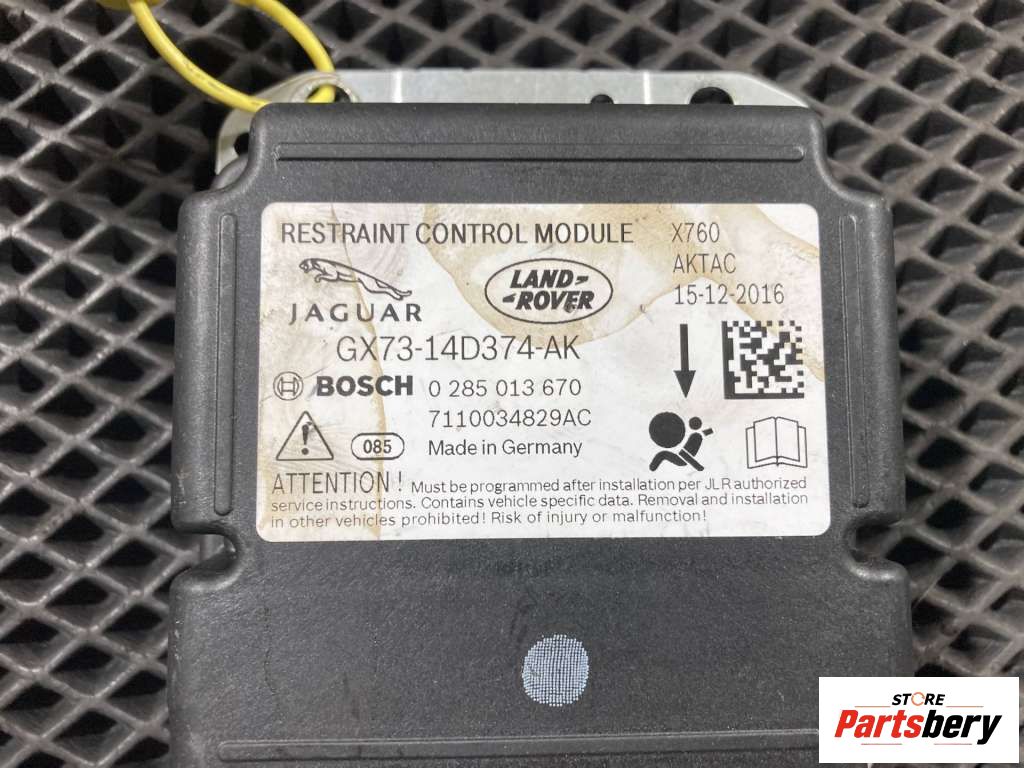 RESTRAINT CONTROL MODULE X760
AKTAC
15-12-2016
JAGUAR
LAND-
-ROVER
GX73-14D374-AK
BOSCH 0 285 013 670
7110034829AC
085 Made in Germany
ATTENTION! Must be programmed after installation per JLR authorized
service instructions. Contains vehicle specific data. Removal and installation
in other vehicles prohibited! Risk of injury or malfunction!
STORE
Partsbery